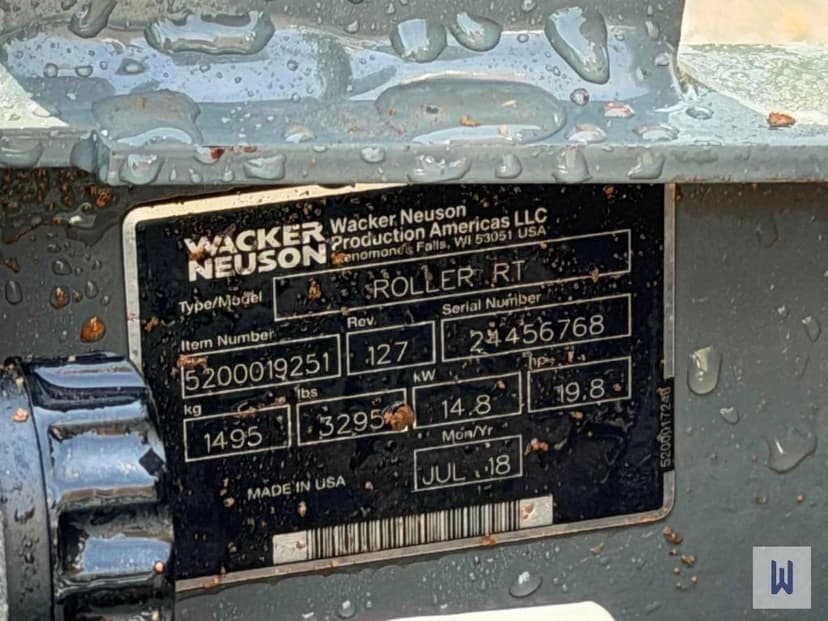 WACKER
NEUSON
Wacker Neuson
Production Americas LLC
Menomonee Falls, WI 53051 USA
Type/Model
ROLLER RT
Item Number
5200019251
Rev.
127
Serial Number
24456768
kg
1495
lbs
3295
kW
14.8
hp
19.8
Mon/Yr
JUL 18
MADE IN USA
W